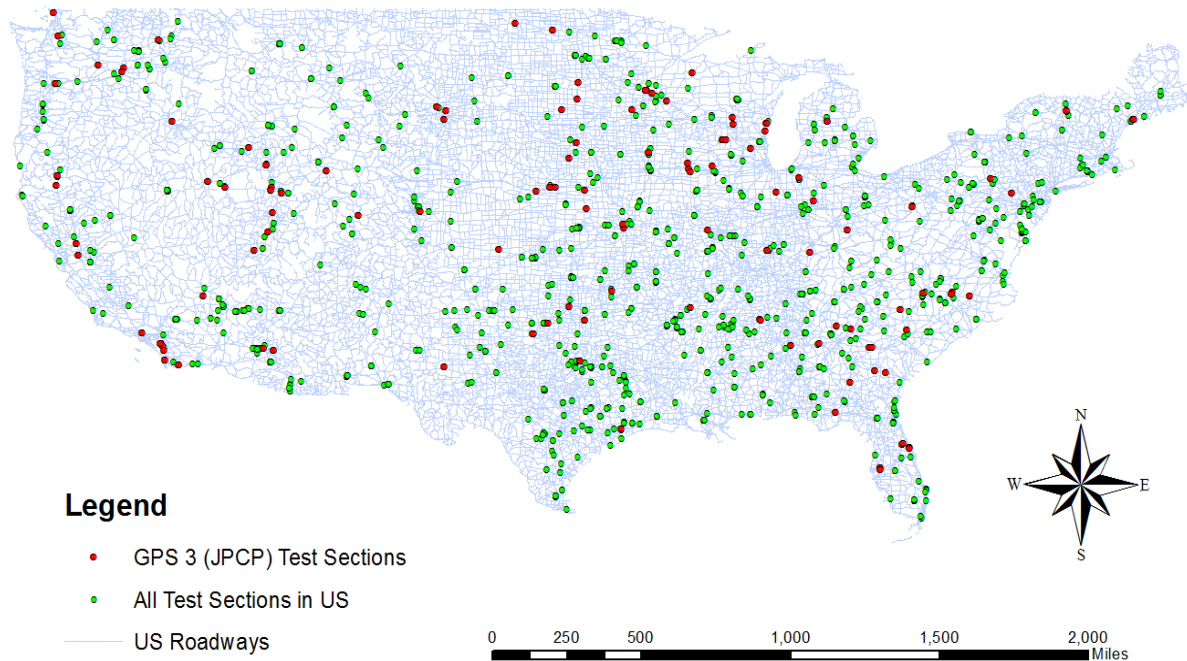 N
W E
S
Legend
GPS 3 (JPCP) Test Sections
All Test Sections in US
US Roadways
0 250 500 1,000 1,500 2,000
Miles